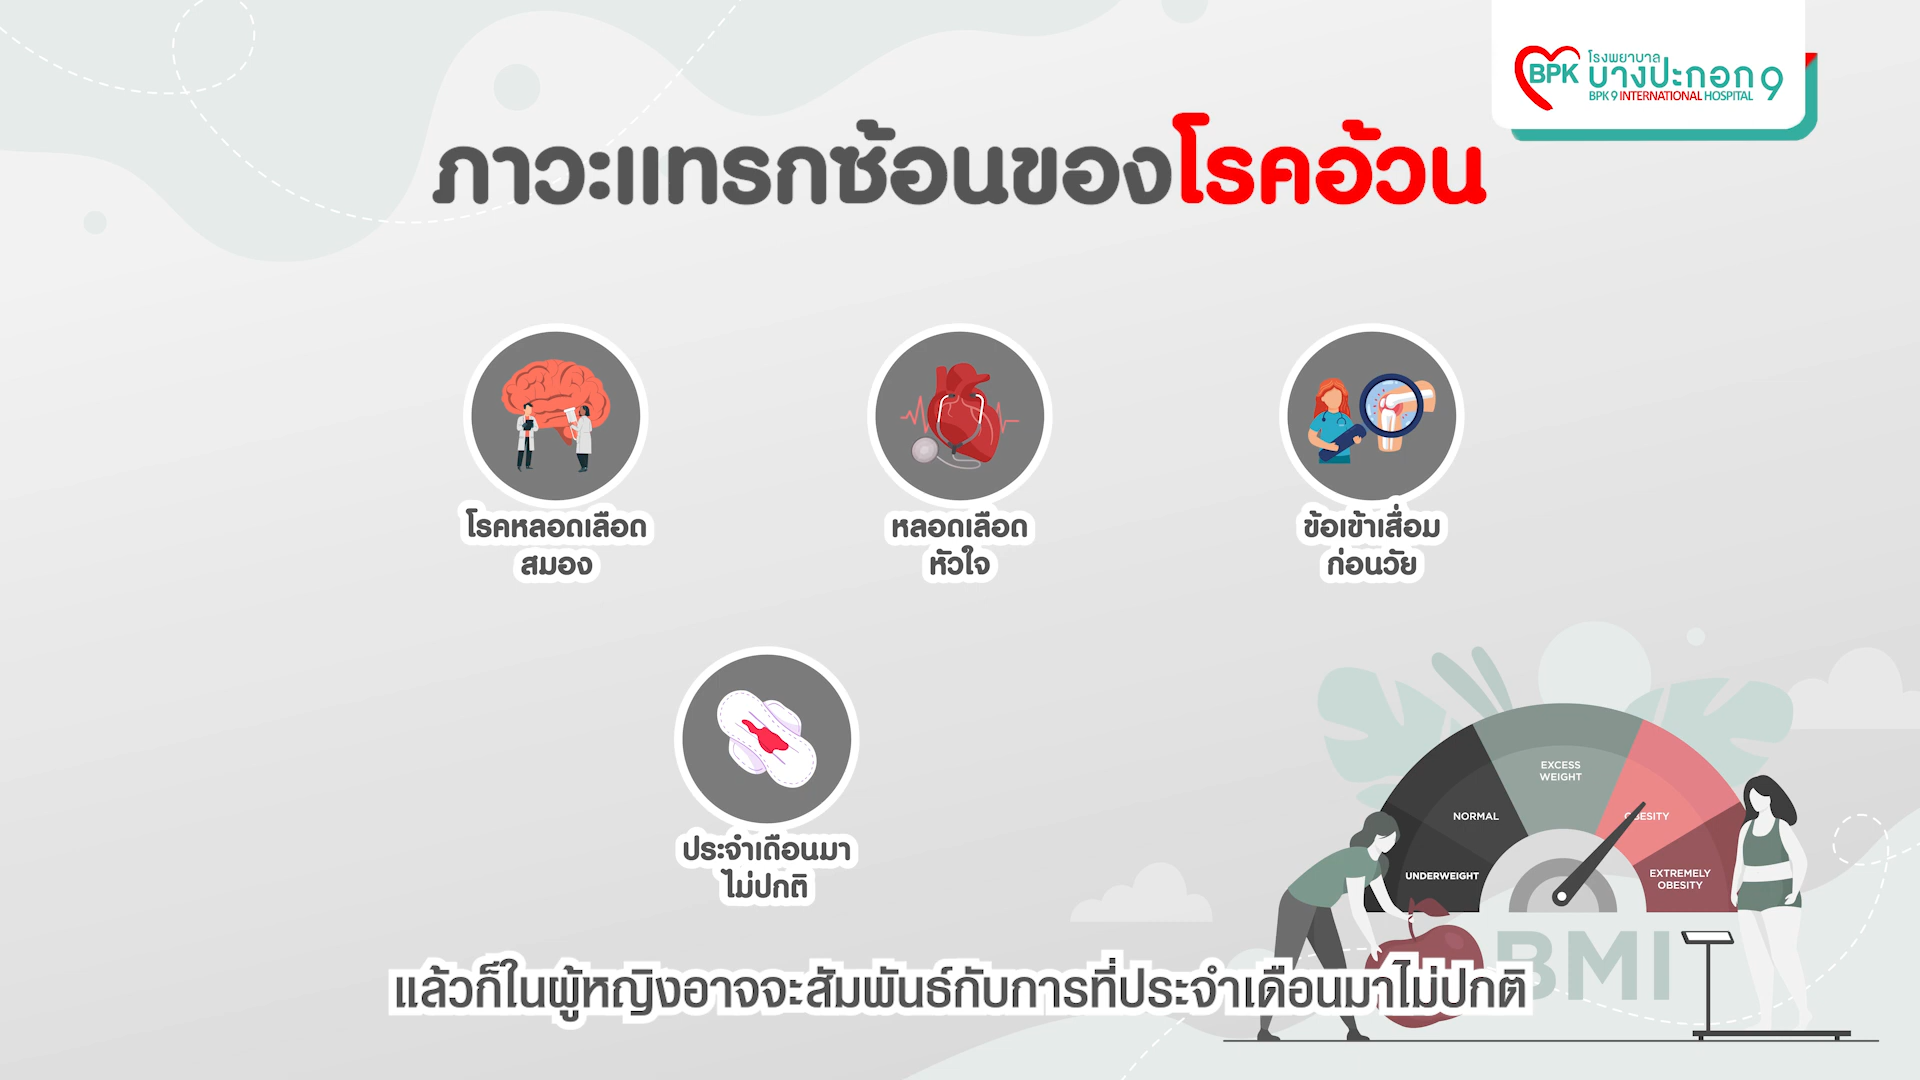 BPK
โรงพยาบาล
บางปะกอก 9
BPK 9 INTERNATIONAL HOSPITAL
ภาวะแทรกซ้อนของโรคอ้วน
โรคหลอดเลือด
สมอง
หลอดเลือด
หัวใจ
ข้อเข้าเสื่อม
ก่อนวัย
ประจำเดือนมา
ไม่ปกติ
EXCESS
WEIGHT
NORMAL
OBESITY
UNDERWEIGHT
EXTREMELY
OBESITY
BMI
แล้วก็ในผู้หญิงอาจจะสัมพันธ์กับการที่ประจำเดือนมาไม่ปกติ